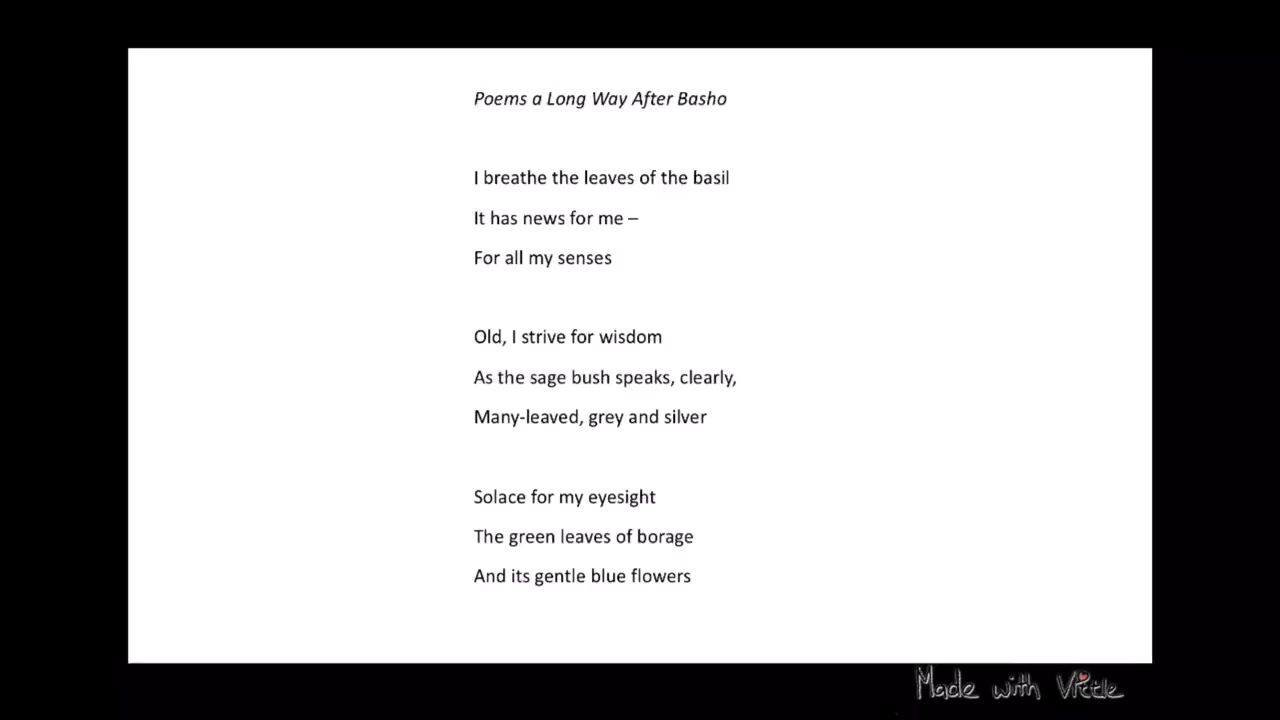 Poems a Long Way After Basho
I breathe the leaves of the basil
It has news for me –
For all my senses
Old, I strive for wisdom
As the sage bush speaks, clearly,
Many-leaved, grey and silver
Solace for my eyesight
The green leaves of borage
And its gentle blue flowers
Made with Vittle